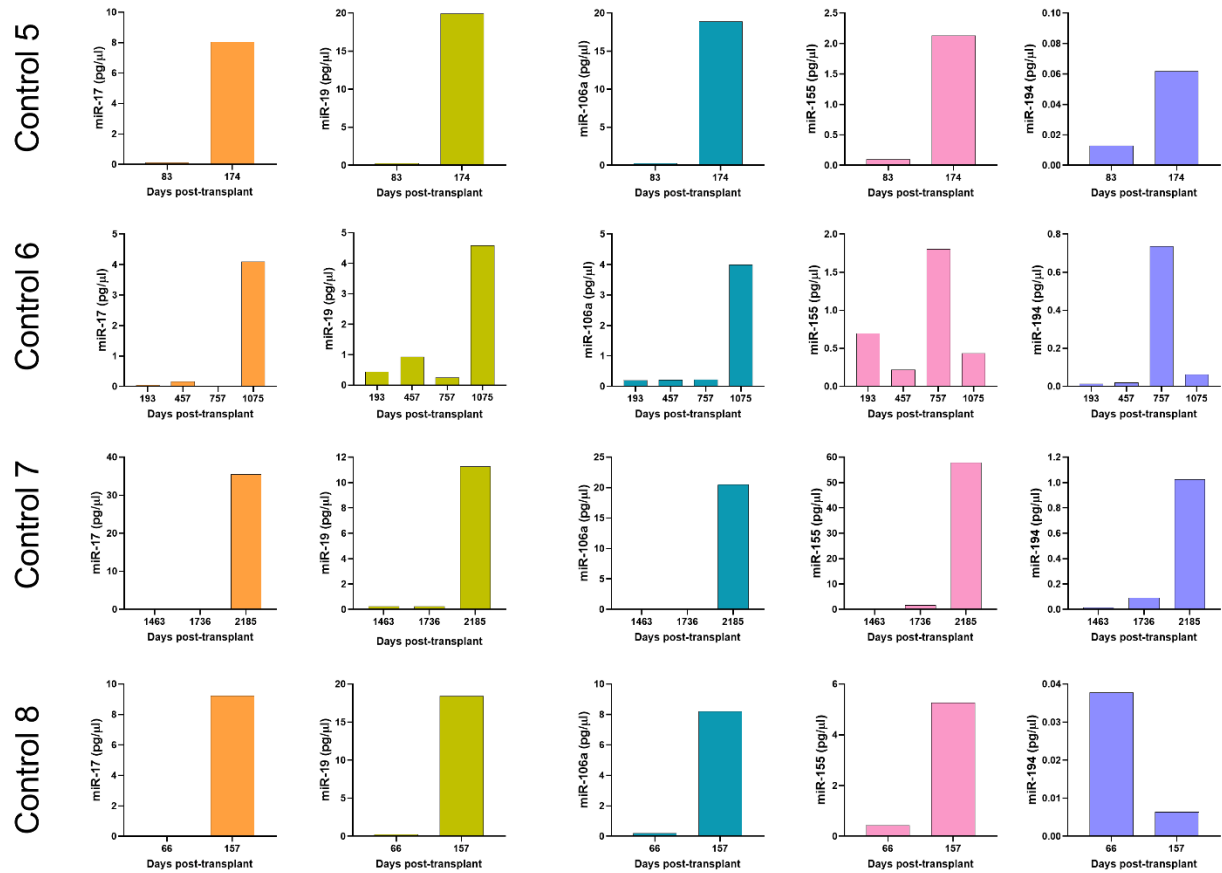 Control 5
miR-17 (pg/µl)
10
8
6
4
2
0
83 174
Days post-transplant
miR-19 (pg/µl)
20
15
10
5
0
83 174
Days post-transplant
miR-106a (pg/µl)
20
15
10
5
0
83 174
Days post-transplant
miR-155 (pg/µl)
2.5
2.0
1.5
1.0
0.5
0.0
83 174
Days post-transplant
miR-194 (pg/µl)
0.10
0.08
0.06
0.04
0.02
0.00
83 174
Days post-transplant
Control 6
miR-17 (pg/µl)
5
4
3
2
1
0
193 457 757 1075
Days post-transplant
miR-19 (pg/µl)
5
4
3
2
1
0
193 457 757 1075
Days post-transplant
miR-106a (pg/µl)
5
4
3
2
1
0
193 457 757 1075
Days post-transplant
miR-155 (pg/µl)
2.0
1.5
1.0
0.5
0.0
193 457 757 1075
Days post-transplant
miR-194 (pg/µl)
0.8
0.6
0.4
0.2
0.0
193 457 757 1075
Days post-transplant
Control 7
miR-17 (pg/µl)
40
30
20
10
0
1463 1736 2185
Days post-transplant
miR-19 (pg/µl)
12
10
8
6
4
2
0
1463 1736 2185
Days post-transplant
miR-106a (pg/µl)
25
20
15
10
5
0
1463 1736 2185
Days post-transplant
miR-155 (pg/µl)
60
50
40
30
20
10
0
1463 1736 2185
Days post-transplant
miR-194 (pg/µl)
1.2
1.0
0.8
0.6
0.4
0.2
0.0
1463 1736 2185
Days post-transplant
Control 8
miR-17 (pg/µl)
10
8
6
4
2
0
66 157
Days post-transplant
miR-19 (pg/µl)
20
15
10
5
0
66 157
Days post-transplant
miR-106a (pg/µl)
10
8
6
4
2
0
66 157
Days post-transplant
miR-155 (pg/µl)
6
4
2
0
66 157
Days post-transplant
miR-194 (pg/µl)
0.04
0.03
0.02
0.01
0.00
66 157
Days post-transplant